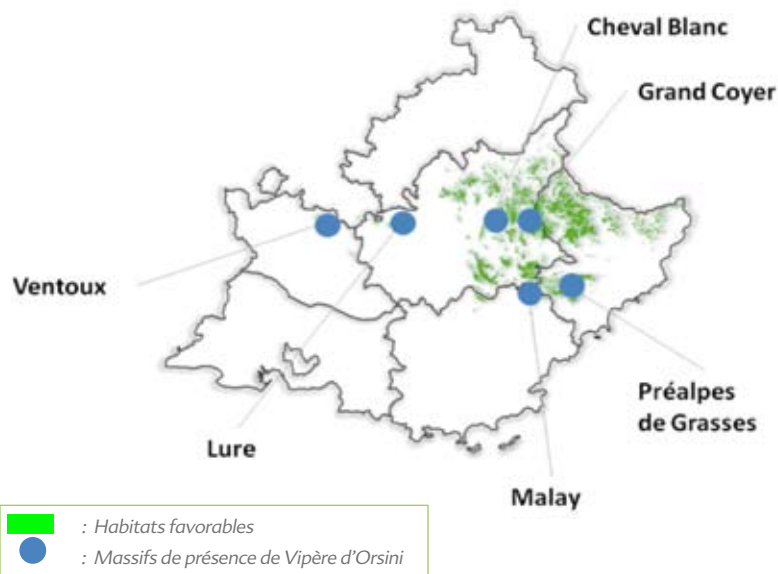 Cheval Blanc
Grand Coyer
Ventoux
Préalpes
de Grasses
Lure
Malay
: Habitats favorables
: Massifs de présence de Vipère d'Orsini